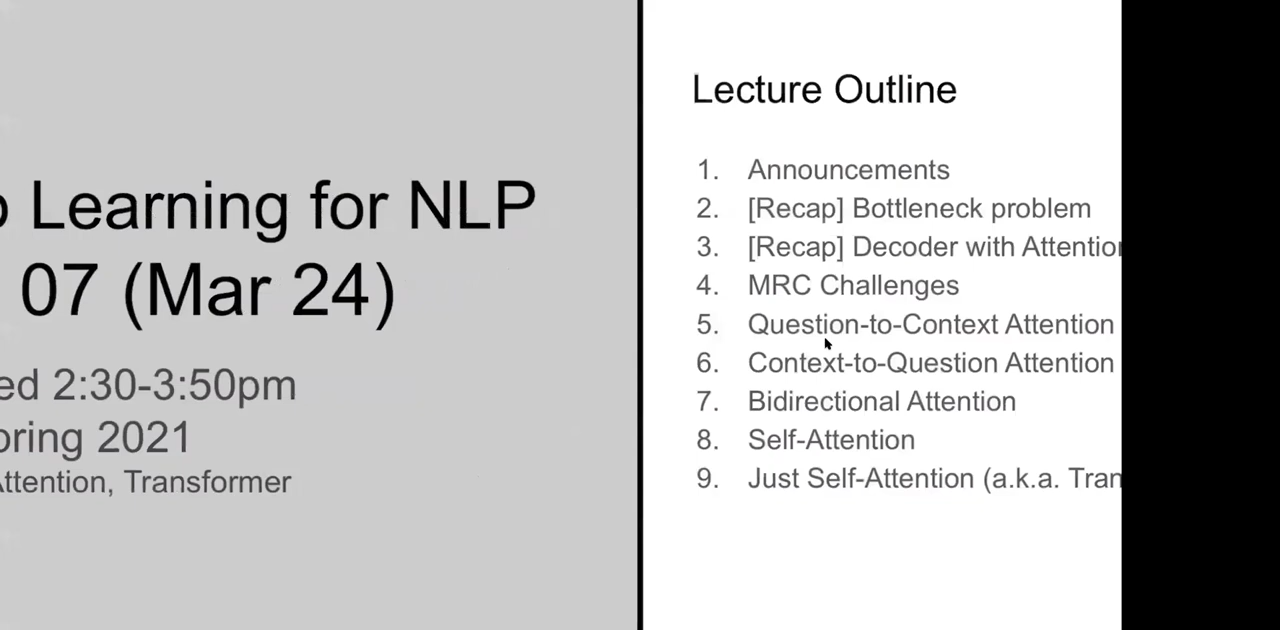 Learning for NLP
07 (Mar 24)
2:30-3:50pm
2021
Attention, Transformer
Lecture Outline
1. Announcements
2. [Recap] Bottleneck problem
3. [Recap] Decoder with Attention
4. MRC Challenges
5. Question-to-Context Attention
6. Context-to-Question Attention
7. Bidirectional Attention
8. Self-Attention
9. Just Self-Attention (a.k.a. Tran